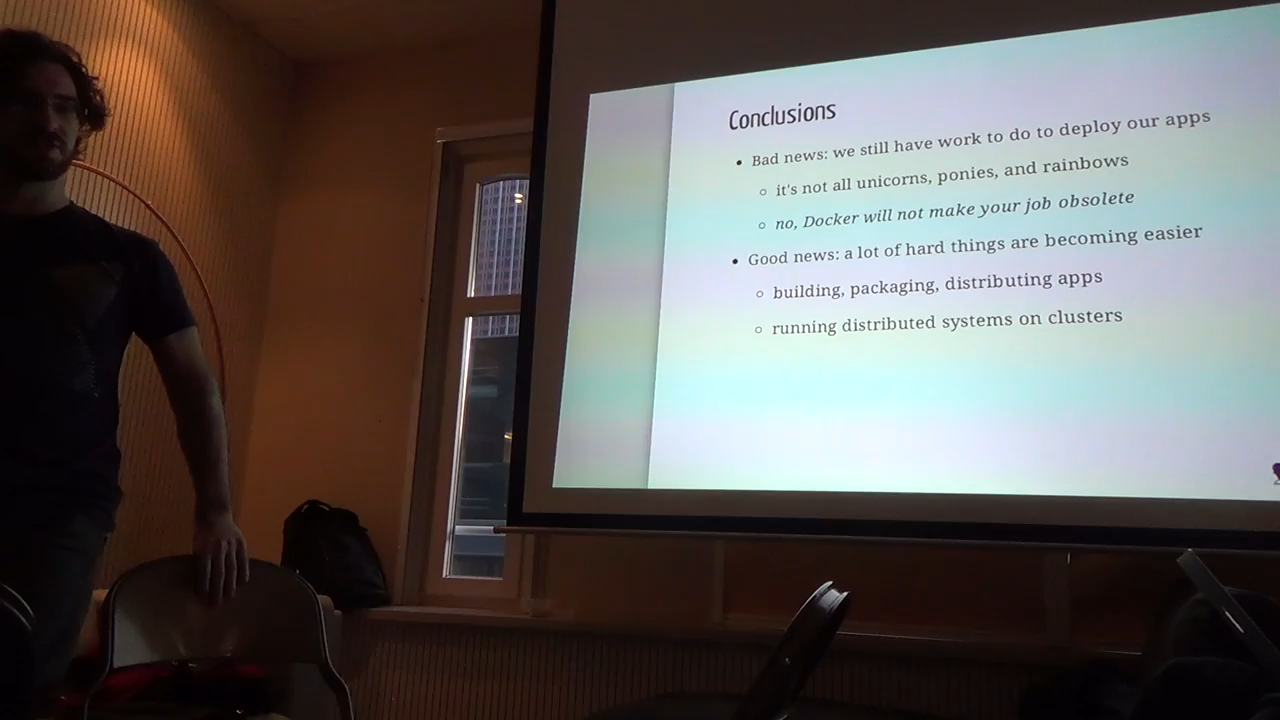 Conclusions
• Bad news: we still have work to do to deploy our apps
○ it's not all unicorns, ponies, and rainbows
○ no, Docker will not make your job obsolete
• Good news: a lot of hard things are becoming easier
○ building, packaging, distributing apps
○ running distributed systems on clusters